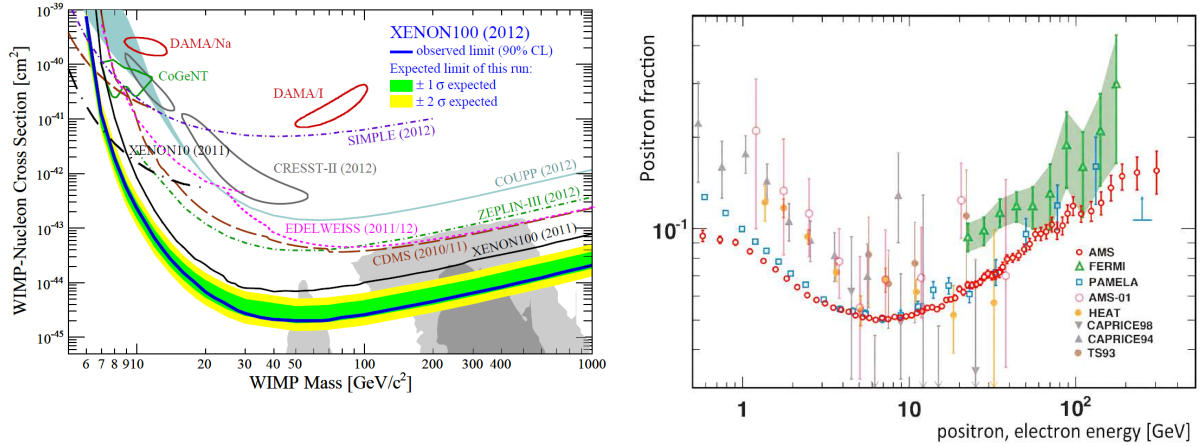 XENON100 (2012)
observed limit (90% CL)
Expected limit of this run:
± 1 σ expected
± 2 σ expected
DAMA/Na
CoGeNT
DAMA/I
SIMPLE (2012)
XENON10 (2011)
CRESST-II (2012)
COUPP (2012)
ZEPLIN-III (2012)
EDELWEISS (2011/12)
CDMS (2010/11)
XENON100 (2011)
WIMP-Nucleon Cross Section [cm²]
10⁻³⁹
10⁻⁴⁰
10⁻⁴¹
10⁻⁴²
10⁻⁴³
10⁻⁴⁴
10⁻⁴⁵
6 7 8 910 20 30 40 50 100 200 300 400 1000
WIMP Mass [GeV/c²]
Positron fraction
10⁻¹
AMS
FERMI
PAMELA
AMS-01
HEAT
CAPRICE98
CAPRICE94
TS93
1 10 10²
positron, electron energy [GeV]